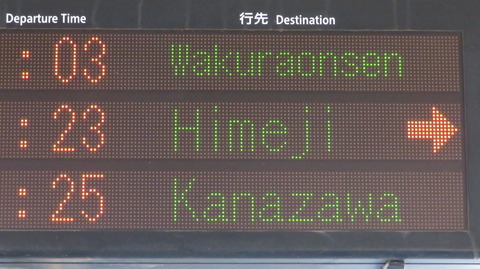 Departure Time 行先 Destination
:03 Wakuraonsen
:23 Himeji →
:25 Kanazawa